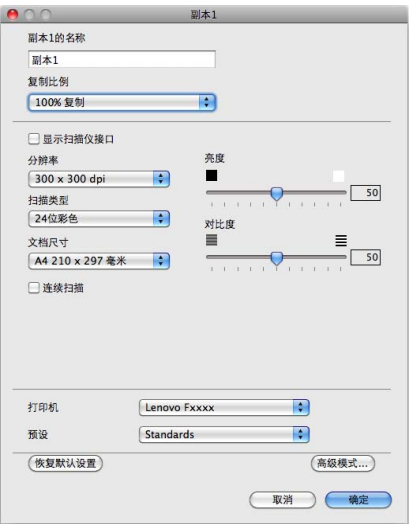 副本1
副本1的名称
副本1
复制比例
100% 复制
显示扫描仪接口
分辨率
300 x 300 dpi
扫描类型
24位彩色
文档尺寸
A4 210 x 297 毫米
连续扫描
亮度
50
对比度
50
打印机
Lenovo Fxxxx
预设
Standards
恢复默认设置
高级模式...
取消
确定